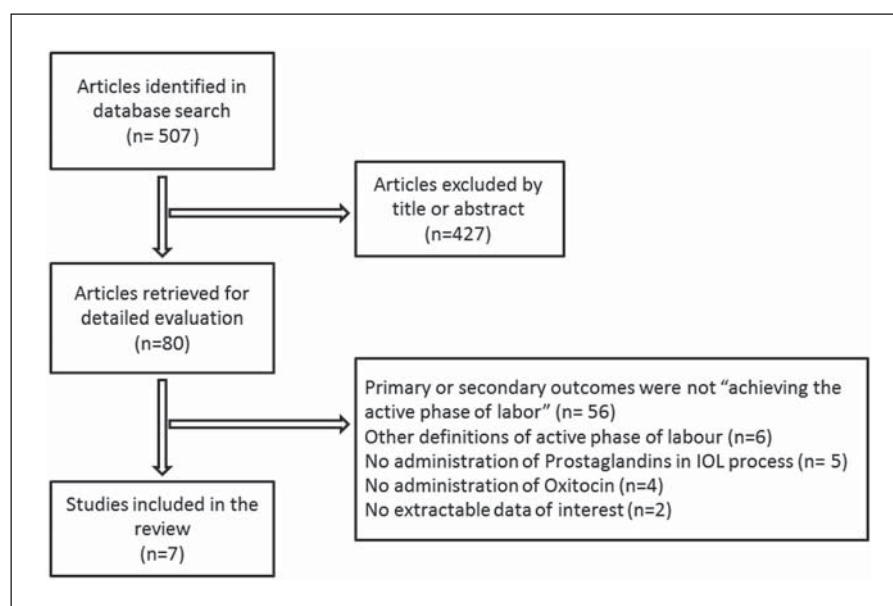 Articles identified in
database search
(n= 507)
Articles excluded by
title or abstract
(n=427)
Articles retrieved for
detailed evaluation
(n=80)
Primary or secondary outcomes were not “achieving the
active phase of labor” (n= 56)
Other definitions of active phase of labour (n=6)
No administration of Prostaglandins in IOL process (n= 5)
No administration of Oxitocin (n=4)
No extractable data of interest (n=2)
Studies included in the
review
(n=7)